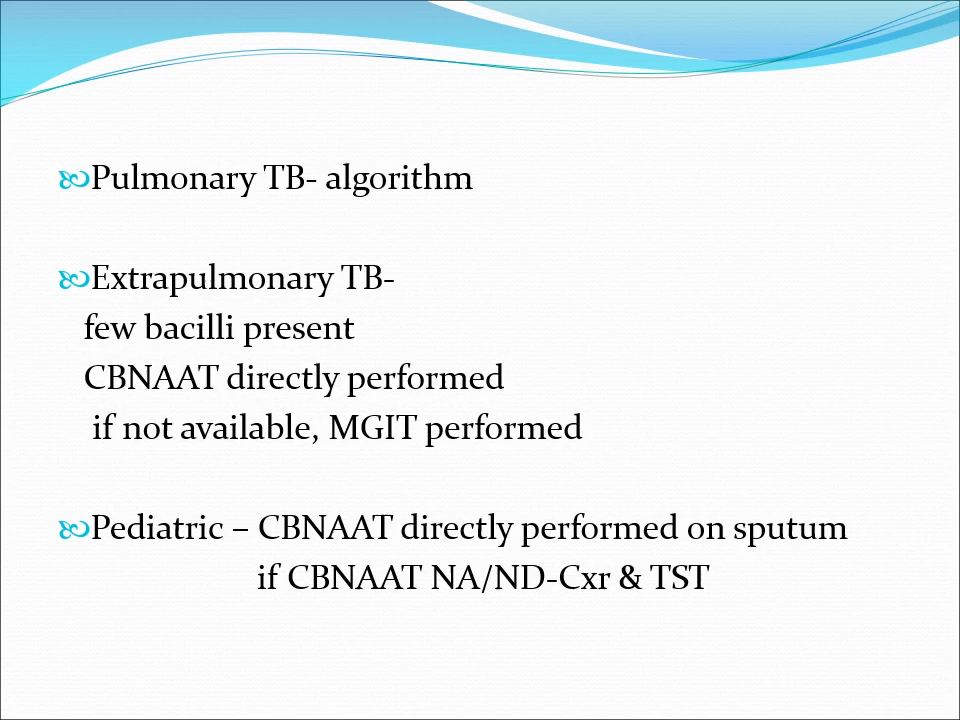 Pulmonary TB- algorithm
Extrapulmonary TB-
few bacilli present
CBNAAT directly performed
if not available, MGIT performed
Pediatric – CBNAAT directly performed on sputum
if CBNAAT NA/ND-Cxr & TST